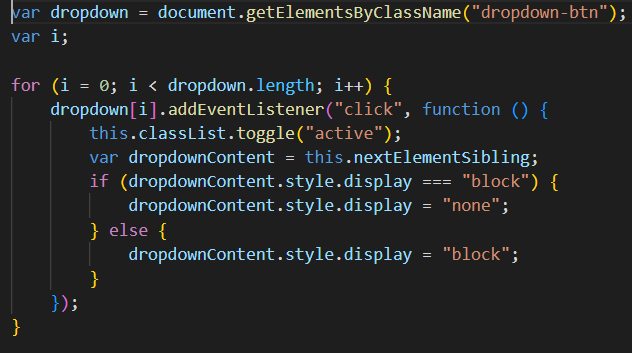 var dropdown = document.getElementsByClassName("dropdown-btn");
var i;

for (i = 0; i < dropdown.length; i++) {
    dropdown[i].addEventListener("click", function () {
        this.classList.toggle("active");
        var dropdownContent = this.nextElementSibling;
        if (dropdownContent.style.display === "block") {
            dropdownContent.style.display = "none";
        } else {
            dropdownContent.style.display = "block";
        }
    });
}